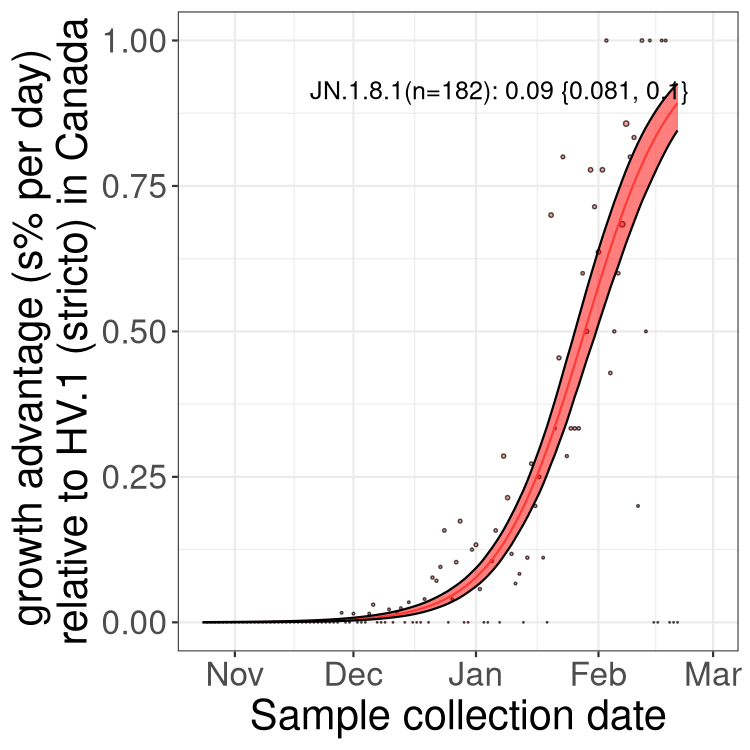 growth advantage (s% per day)
relative to HV.1 (stricto) in Canada
1.00
0.75
0.50
0.25
0.00
JN.1.8.1(n=182): 0.09 {0.081, 0.1}
Nov Dec Jan Feb Mar
Sample collection date